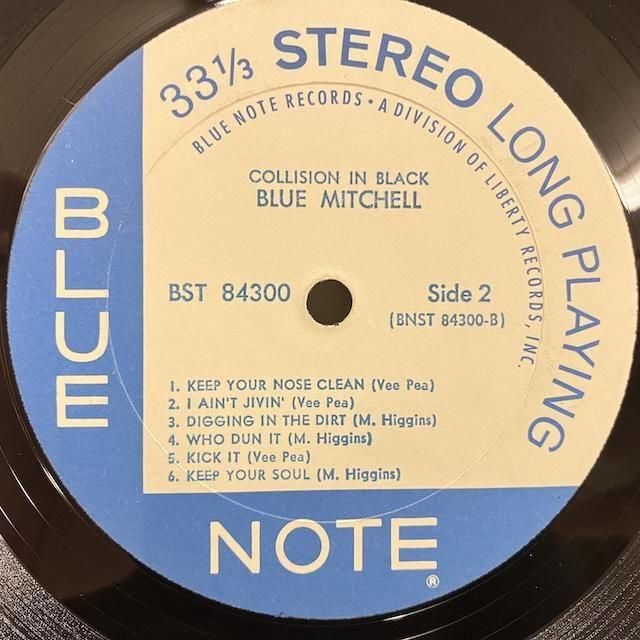 33⅓ STEREO LONG PLAYING
BLUE NOTE RECORDS • A DIVISION OF LIBERTY RECORDS, INC.
COLLISION IN BLACK
BLUE MITCHELL
BLUE
BST 84300
Side 2
(BNST 84300-B)
1. KEEP YOUR NOSE CLEAN (Vee Pea)
2. I AIN'T JIVIN' (Vee Pea)
3. DIGGING IN THE DIRT (M. Higgins)
4. WHO DUN IT (M. Higgins)
5. KICK IT (Vee Pea)
6. KEEP YOUR SOUL (M. Higgins)
NOTE®